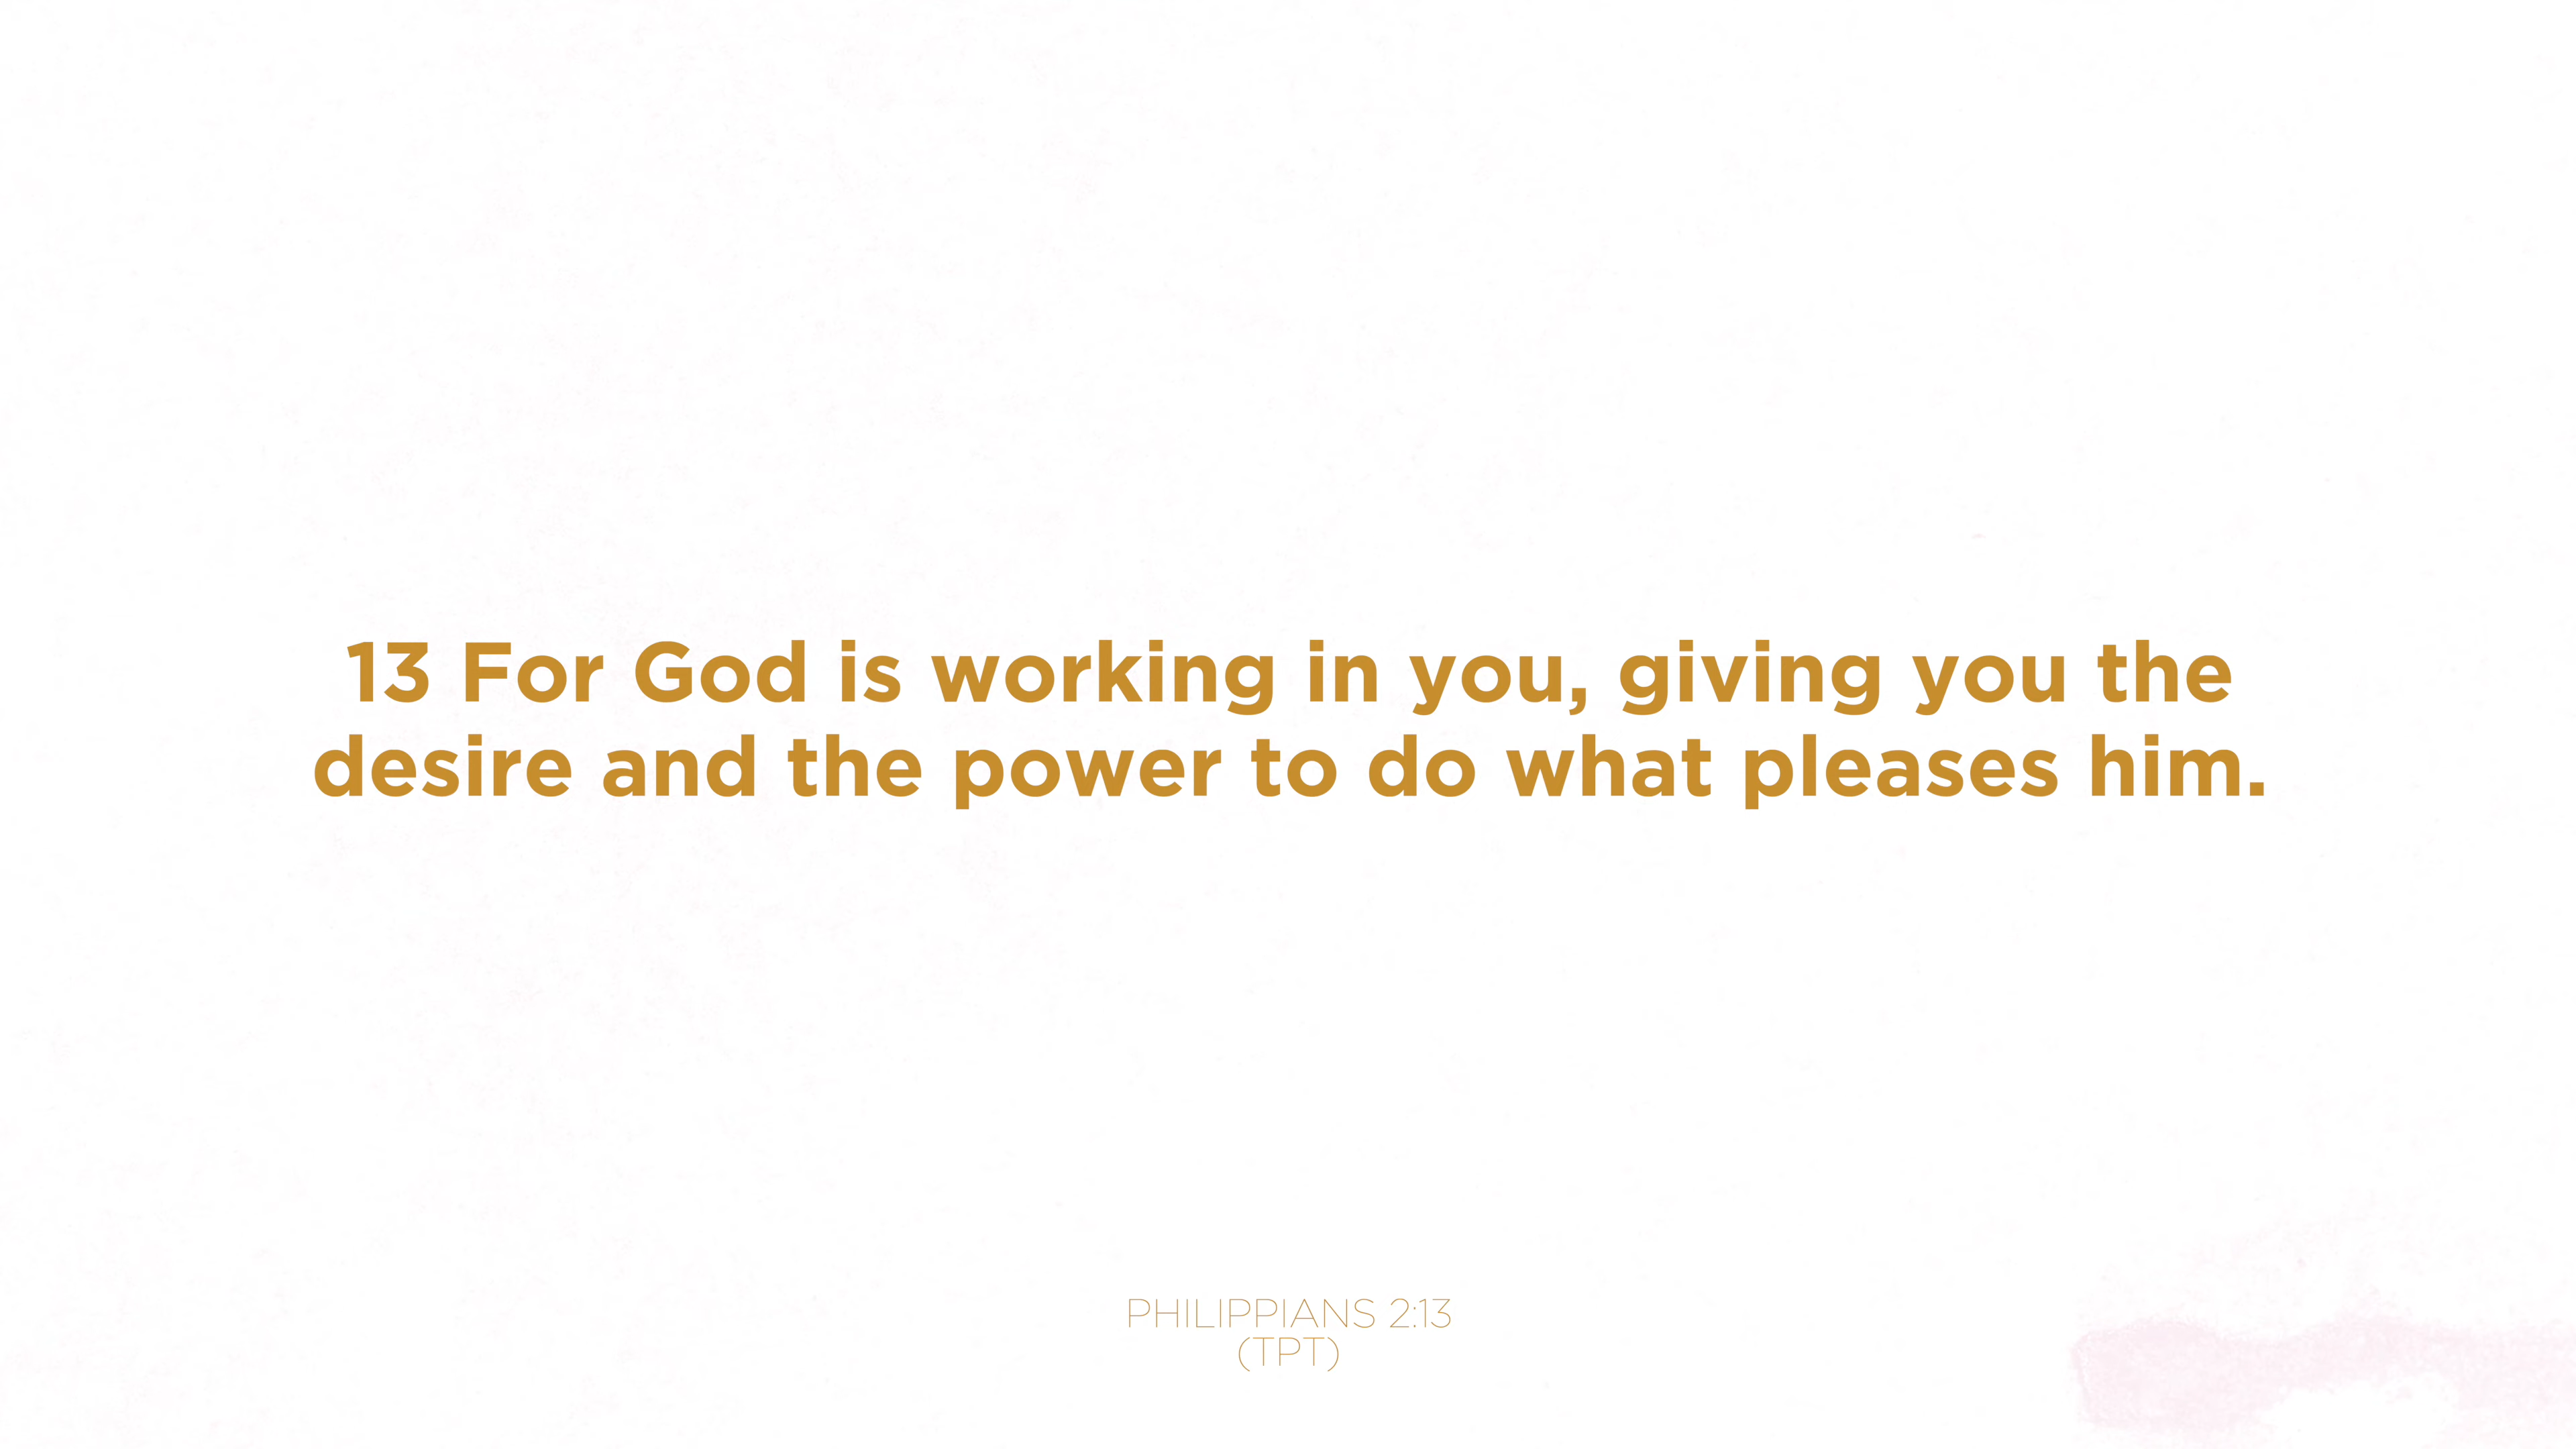 13 For God is working in you, giving you the
desire and the power to do what pleases him.
PHILIPPIANS 2:13
(TPT)